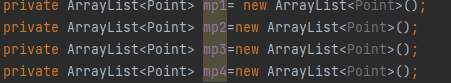 private ArrayList<Point> mp1= new ArrayList<Point>();
private ArrayList<Point> mp2=new ArrayList<Point>();
private ArrayList<Point> mp3=new ArrayList<Point>();
private ArrayList<Point> mp4=new ArrayList<Point>();